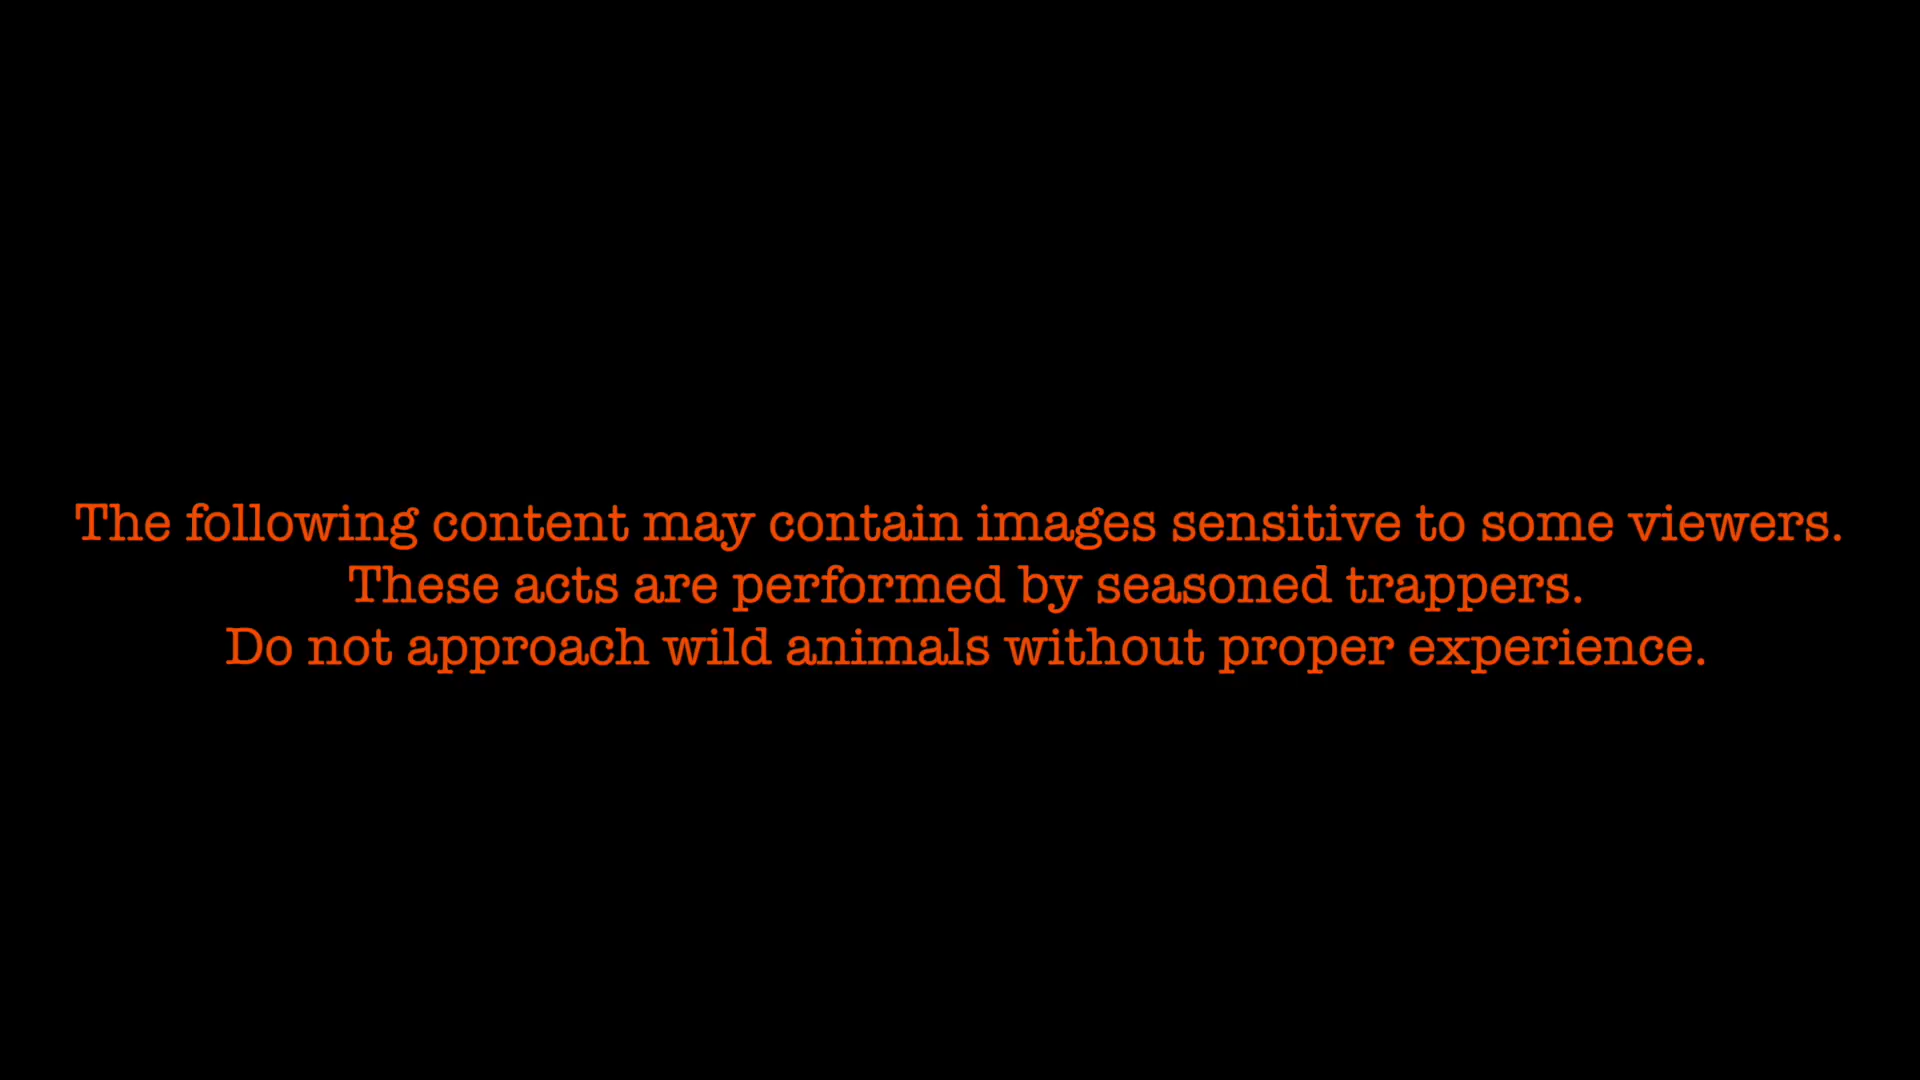 The following content may contain images sensitive to some viewers.
These acts are performed by seasoned trappers.
Do not approach wild animals without proper experience.